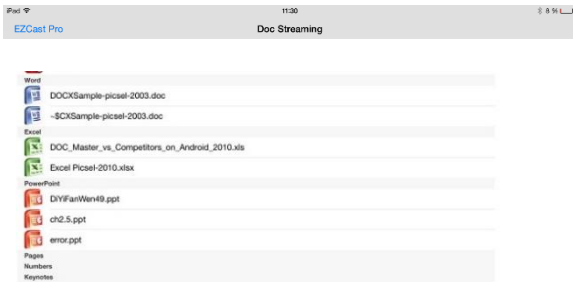 iPad 11:30 8 %
EZCast Pro Doc Streaming
Word
DOCXSample-picsel-2003.doc
~$CXSample-picsel-2003.doc
Excel
DOC_Master_vs_Competitors_on_Android_2010.xls
Excel Picsel-2010.xlsx
PowerPoint
DiYiFanWen49.ppt
ch2.5.ppt
error.ppt
Pages
Numbers
Keynotes